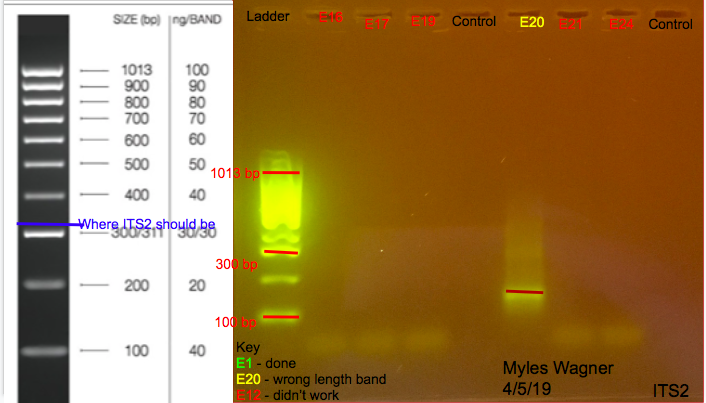 SIZE (bp) ng/BAND
1013 100
900 90
800 80
700 70
600 60
500 50
400 40
Where ITS2 should be
300/311 30/30
200 20
100 40
Ladder E16 E17 E19 Control E20 E21 E24 Control
1013 bp
300 bp
100 bp
Key
E1 - done
E20 - wrong length band
E12 - didn't work
Myles Wagner
4/5/19
ITS2